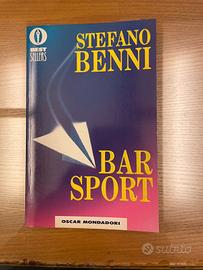 BEST
SELLERS
STEFANO
BENNI
BAR
SPORT
OSCAR MONDADORI
subito